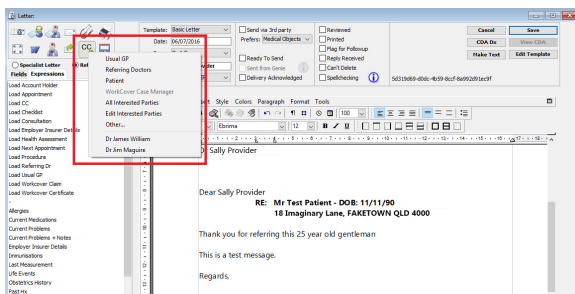 Letter:
Template: Basic Letter
Date: 06/07/2016
Send via 3rd party
Prefers: Medical Objects
Ready To Send
Sent from Genie
Delivery Acknowledged
Reviewed
Printed
Flag for Followup
Reply Received
Can't Delete
Spellchecking
Cancel
Save
CDA Dx
View CDA
Make Text
Edit Template
5d319d69-d0dc-4b59-8ccf-8a992d91ec9f
CC
Specialist Letter
Fields Expressions
Usual GP
Referring Doctors
Patient
WorkCover Case Manager
All Interested Parties
Edit Interested Parties
Other...
Dr James William
Dr Jim Maguire
Load Account Holder
Load Appointment
Load CC
Load Checklist
Load Consultation
Load Employer Insurer Details
Load Health Assessment
Load Next Appointment
Load Procedure
Load Referring Dr
Load Usual GP
Load Workcover Claim
Load Workcover Certificate
-
Allergies
Current Medications
Current Problems
Current Problems + Notes
Employer Insurer Details
Immunisations
Last Measurement
Life Events
Obstetrics History
Past Hx
Style Colors Paragraph Format Tools
100
Ebrima 12 B I U
Sally Provider
Dear Sally Provider
RE: Mr Test Patient - DOB: 11/11/90
18 Imaginary Lane, FAKETOWN QLD 4000
Thank you for referring this 25 year old gentleman
This is a test message.
Regards,